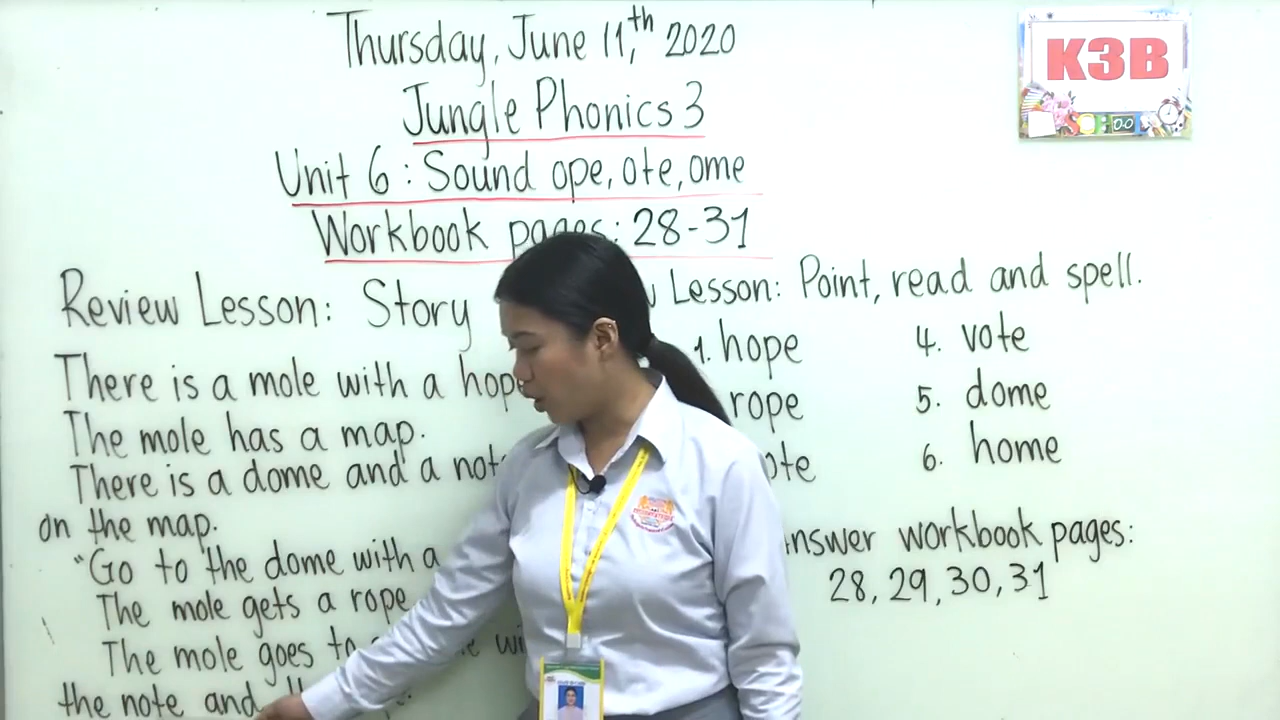 Thursday, June 11,th 2020
K3B
Jungle Phonics 3
Unit 6 : Sound ope, ote, ome
Workbook pages: 28-31
Review Lesson: Story
Lesson: Point, read and spell.
1. hope
4. vote
There is a mole with a
rope
5. dome
The mole has a map.
There is a dome and a
6. home
on the map.
"Go to the dome with a
workbook pages:
The mole gets a rope
28, 29, 30, 31
The mole goes to
the note and